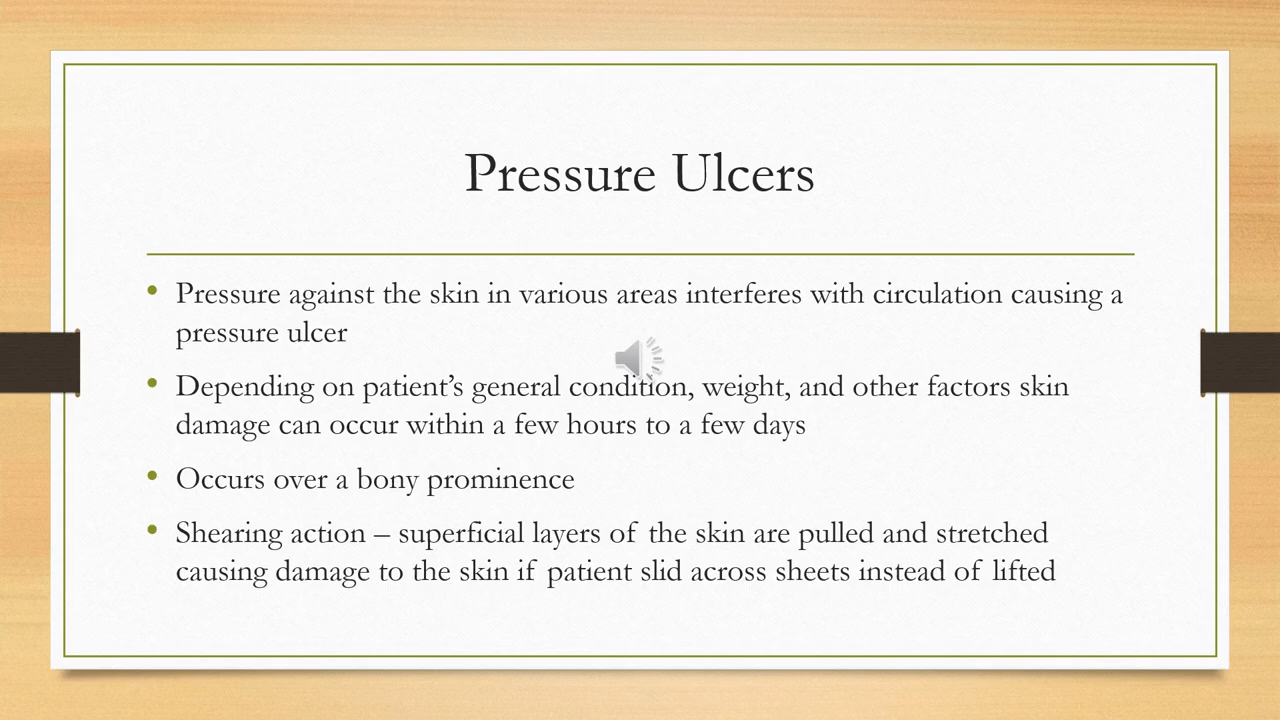 Pressure Ulcers
• Pressure against the skin in various areas interferes with circulation causing a
pressure ulcer
• Depending on patient’s general condition, weight, and other factors skin
damage can occur within a few hours to a few days
• Occurs over a bony prominence
• Shearing action – superficial layers of the skin are pulled and stretched
causing damage to the skin if patient slid across sheets instead of lifted